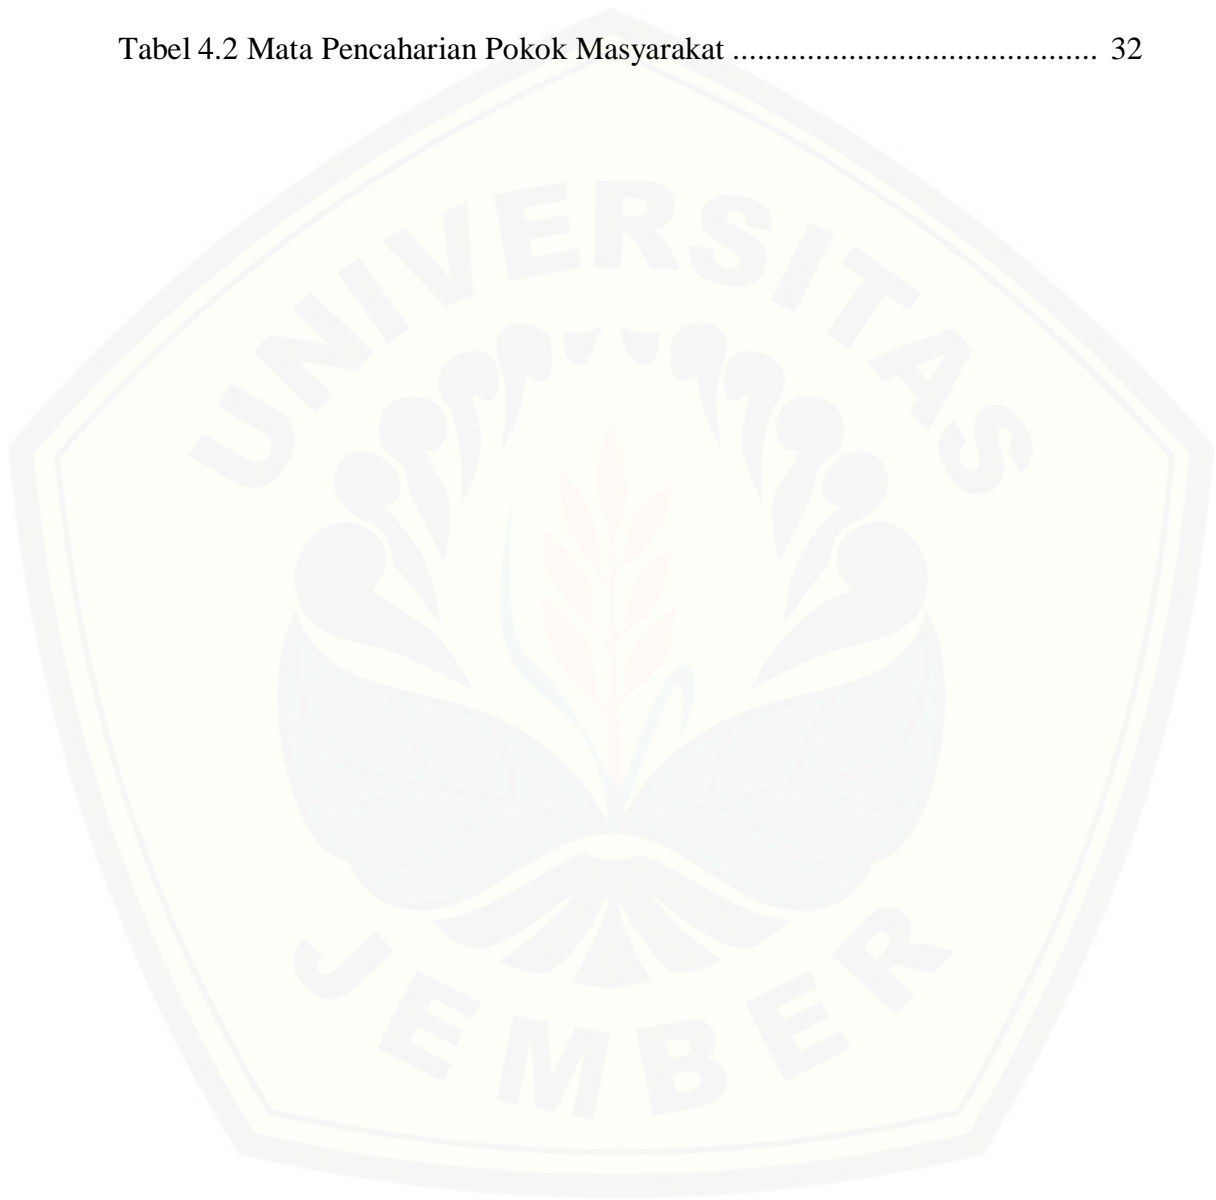 Tabel 4.2 Mata Pencaharian Pokok Masyarakat ............................................ 32
UNIVERSITAS
JEMBER